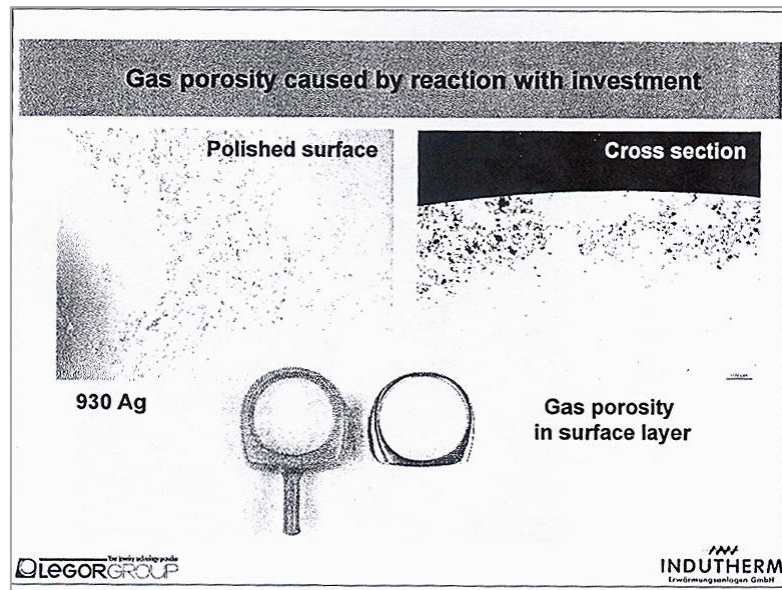 Gas porosity caused by reaction with investment
Polished surface
Cross section
930 Ag
Gas porosity
in surface layer
LEGORGROUP
INDUTHERM
Erwärmungsanlagen GmbH